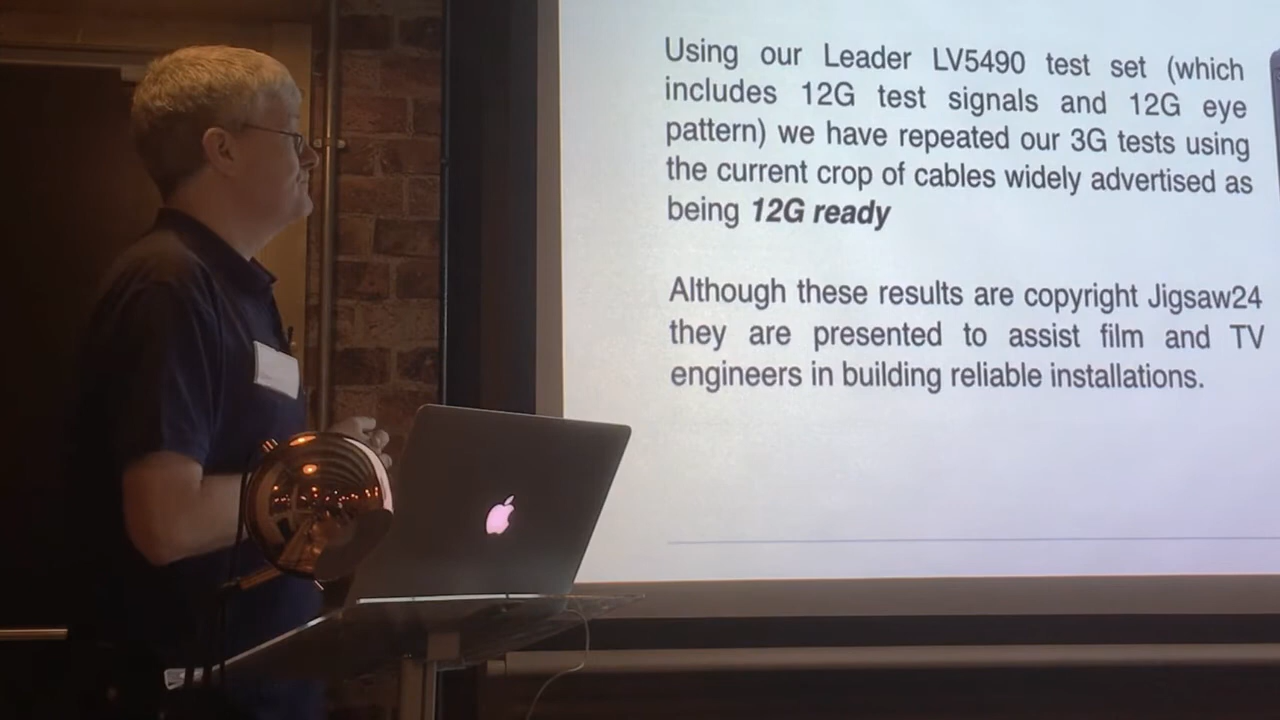 Using our Leader LV5490 test set (which
includes 12G test signals and 12G eye
pattern) we have repeated our 3G tests using
the current crop of cables widely advertised as
being 12G ready
Although these results are copyright Jigsaw24
they are presented to assist film and TV
engineers in building reliable installations.